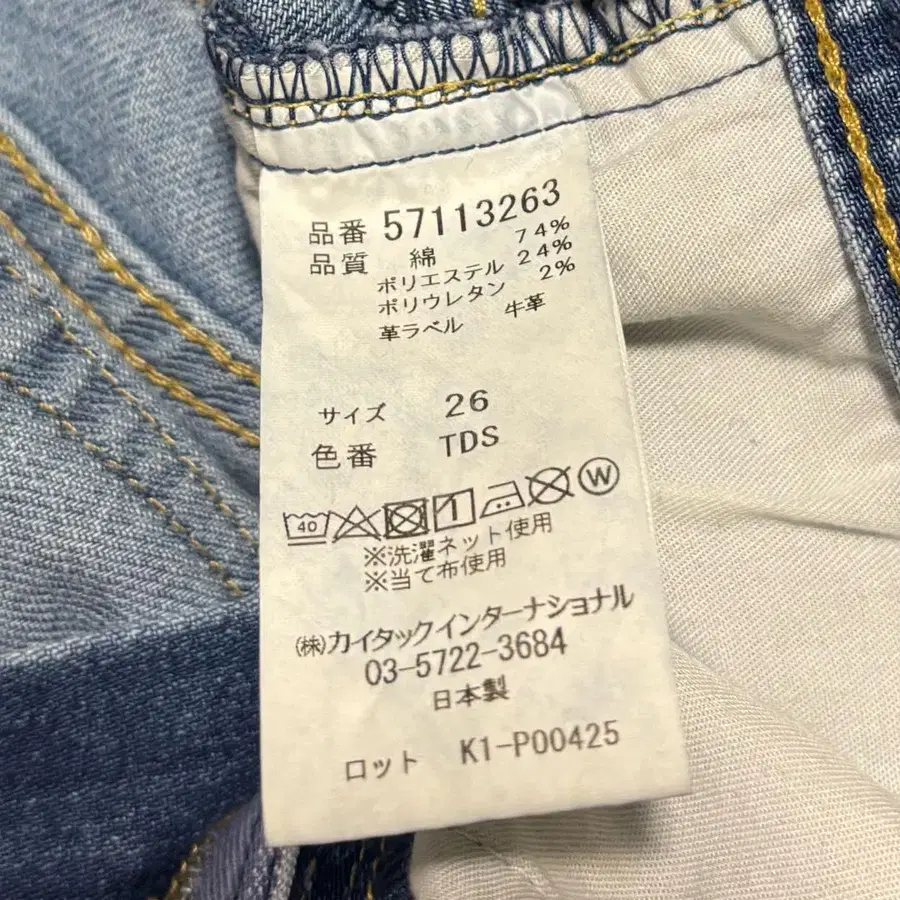 品番 57113263
品質 綿 74%
ポリエステル 24%
ポリウレタン 2%
革ラベル 牛革
サイズ 26
色番 TDS
40 W
※洗濯ネット使用
※当て布使用
㈱カイタックインターナショナル
03-5722-3684
日本製
ロット K1-P00425